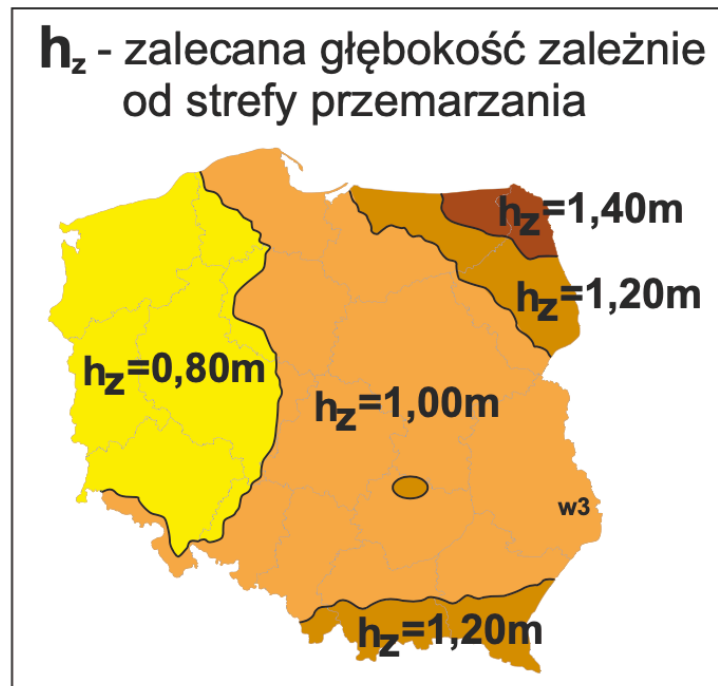 hz - zalecana głębokość zależnie
od strefy przemarzania
hz=1,40m
hz=1,20m
hz=0,80m
hz=1,00m
w3
hz=1,20m